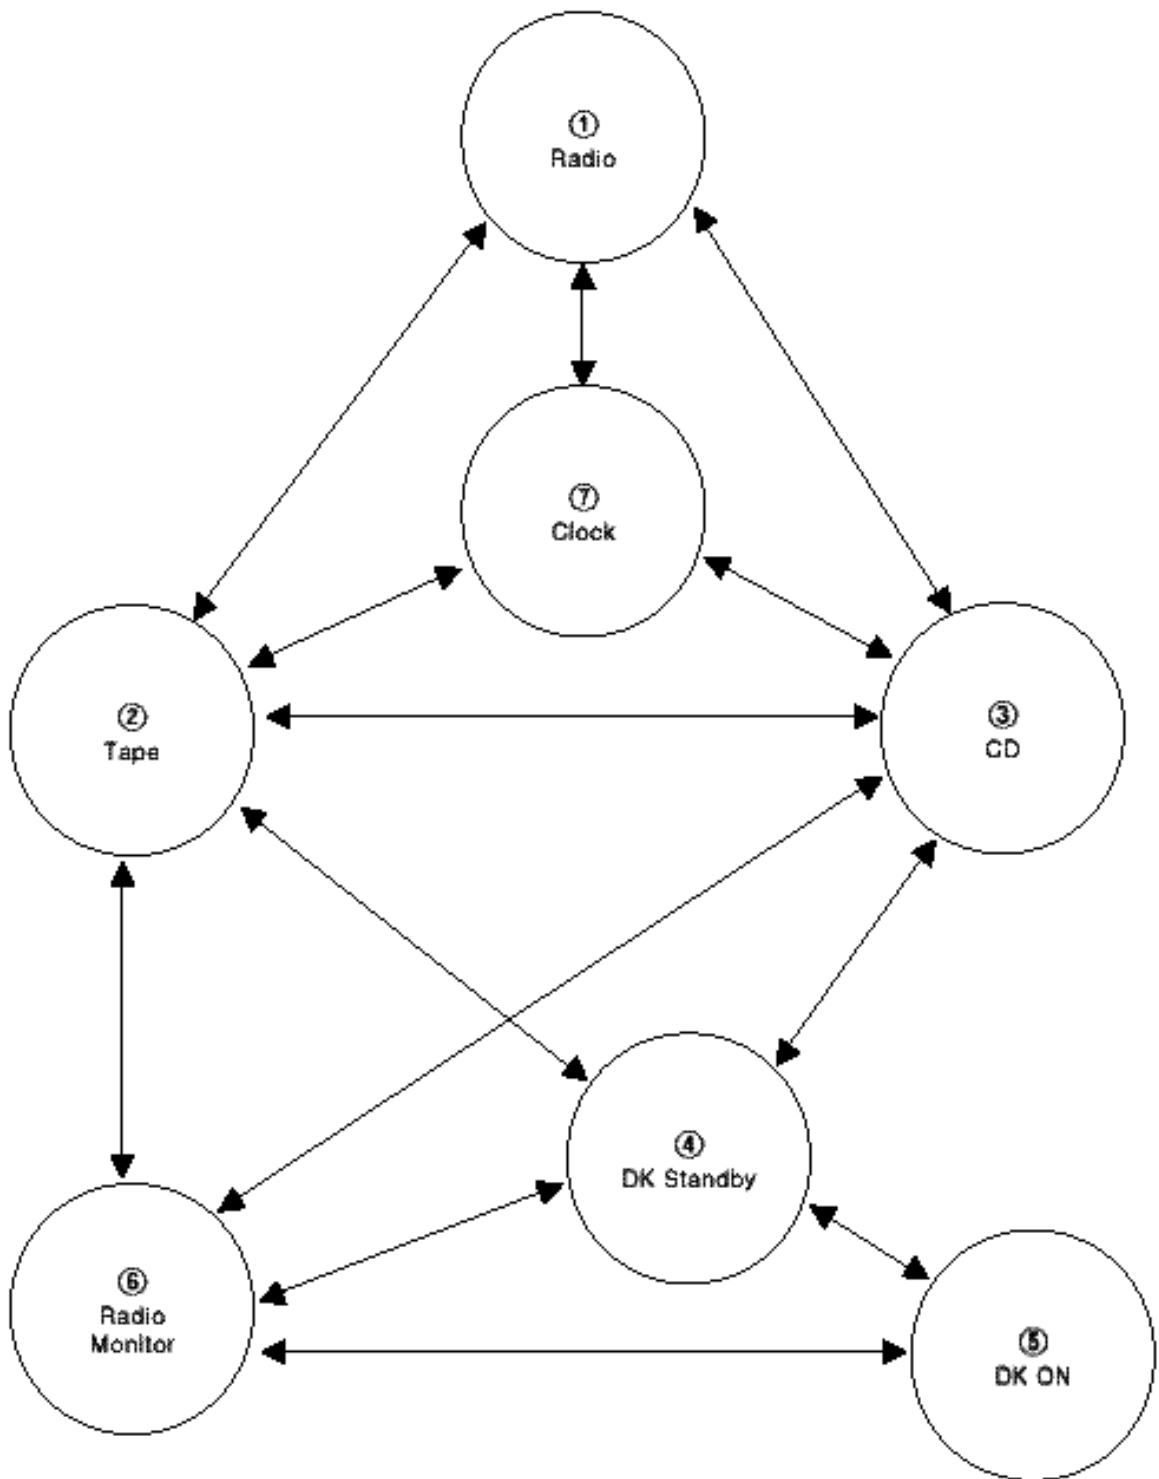 ①
Radio
⑦
Clock
②
Tape
③
CD
④
DK Standby
⑥
Radio
Monitor
⑤
DK ON